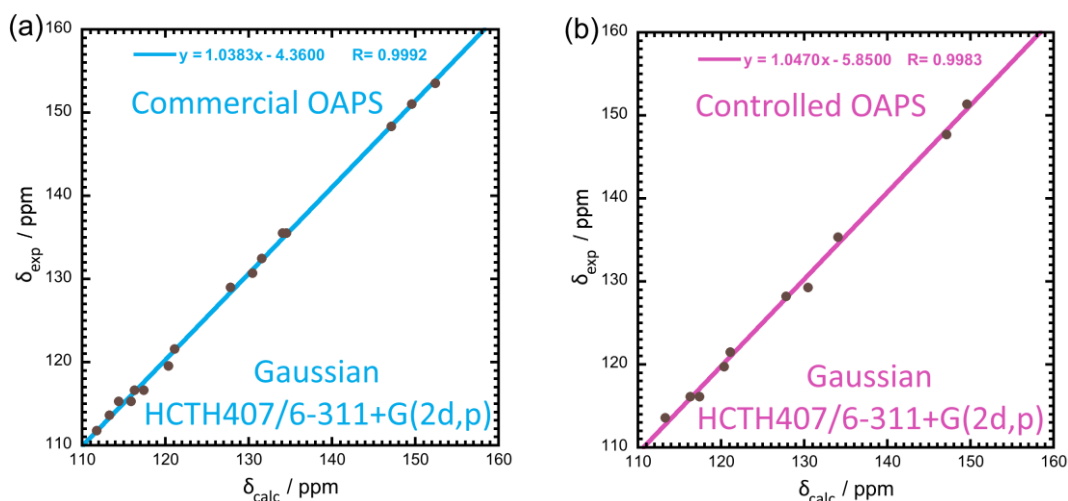 (a)
y = 1.0383x - 4.3600 R= 0.9992
Commercial OAPS
Gaussian
HCTH407/6-311+G(2d,p)
160
150
140
130
120
110
110 120 130 140 150 160
δexp / ppm
δcalc / ppm
(b)
y = 1.0470x - 5.8500 R= 0.9983
Controlled OAPS
Gaussian
HCTH407/6-311+G(2d,p)
160
150
140
130
120
110
110 120 130 140 150 160
δexp / ppm
δcalc / ppm